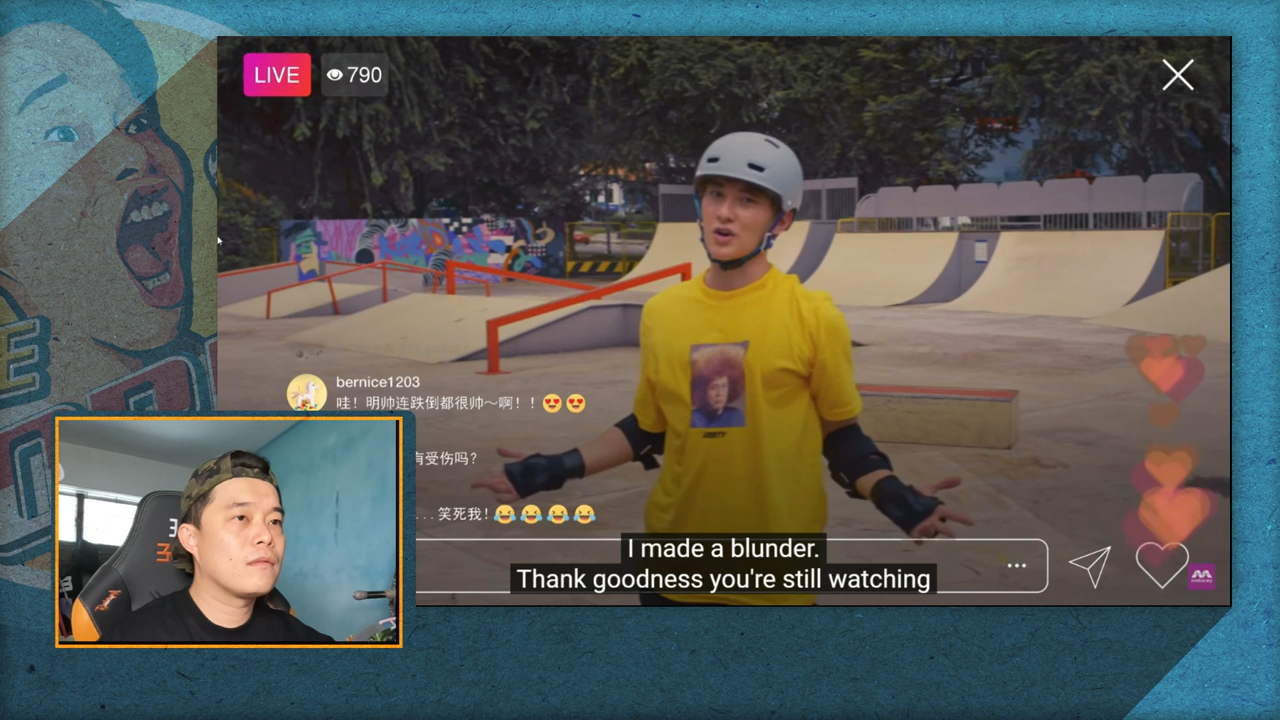 LIVE
790
bernice1203
哇！明帅连跌倒都很帅～啊！！
有受伤吗？
...笑死我！
I made a blunder.
Thank goodness you're still watching